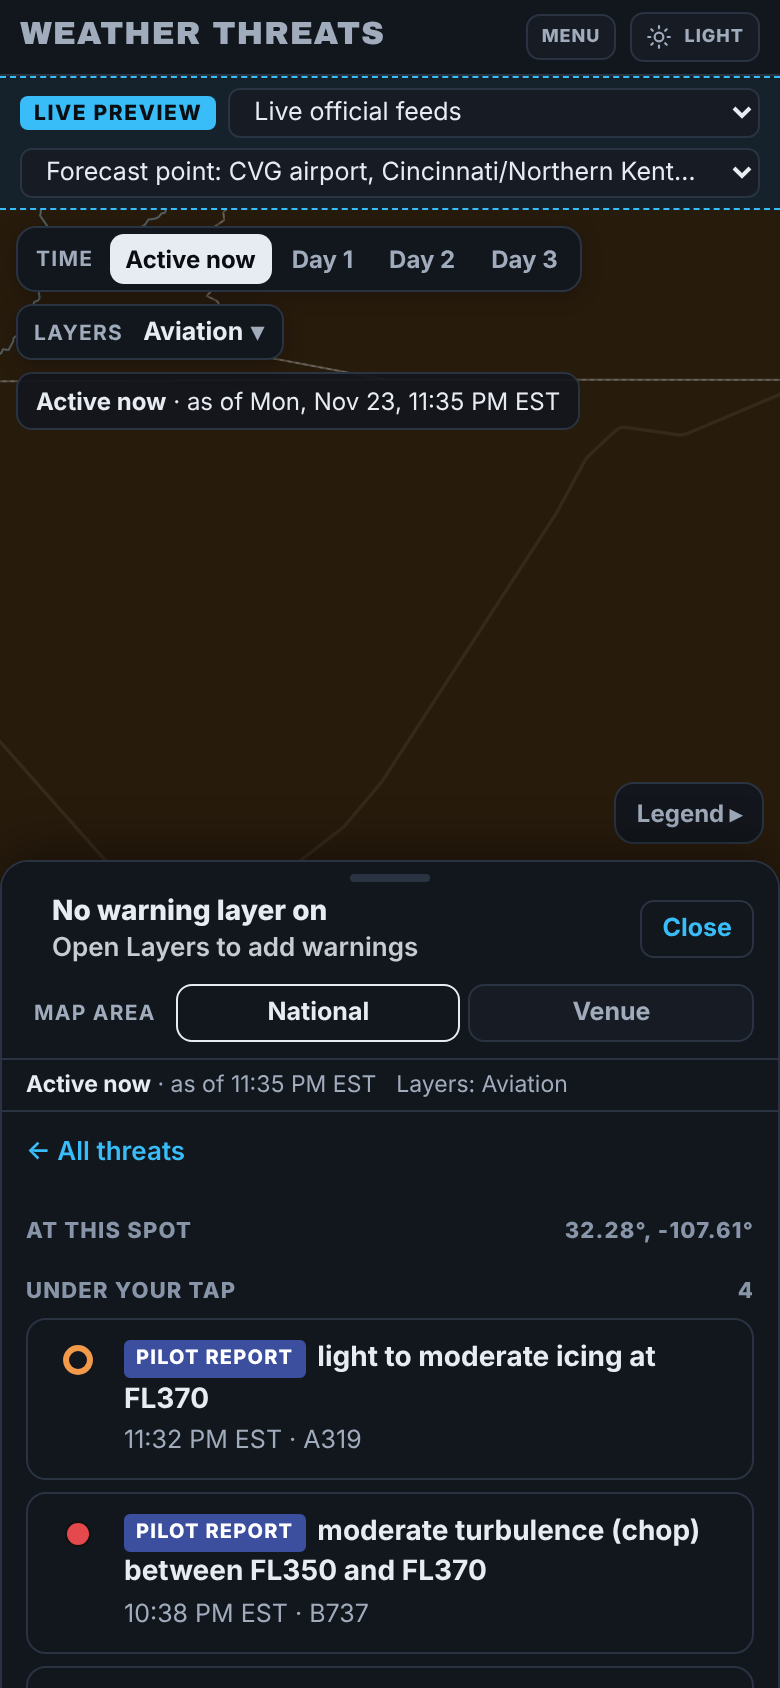 WEATHER THREATS
MENU
LIGHT
LIVE PREVIEW
Live official feeds
Forecast point: CVG airport, Cincinnati/Northern Kent...
TIME Active now Day 1 Day 2 Day 3
LAYERS Aviation ▾
Active now · as of Mon, Nov 23, 11:35 PM EST
Legend ▸
No warning layer on
Open Layers to add warnings
Close
MAP AREA National Venue
Active now · as of 11:35 PM EST Layers: Aviation
← All threats
AT THIS SPOT 32.28°, -107.61°
UNDER YOUR TAP 4
PILOT REPORT light to moderate icing at
FL370
11:32 PM EST · A319
PILOT REPORT moderate turbulence (chop)
between FL350 and FL370
10:38 PM EST · B737